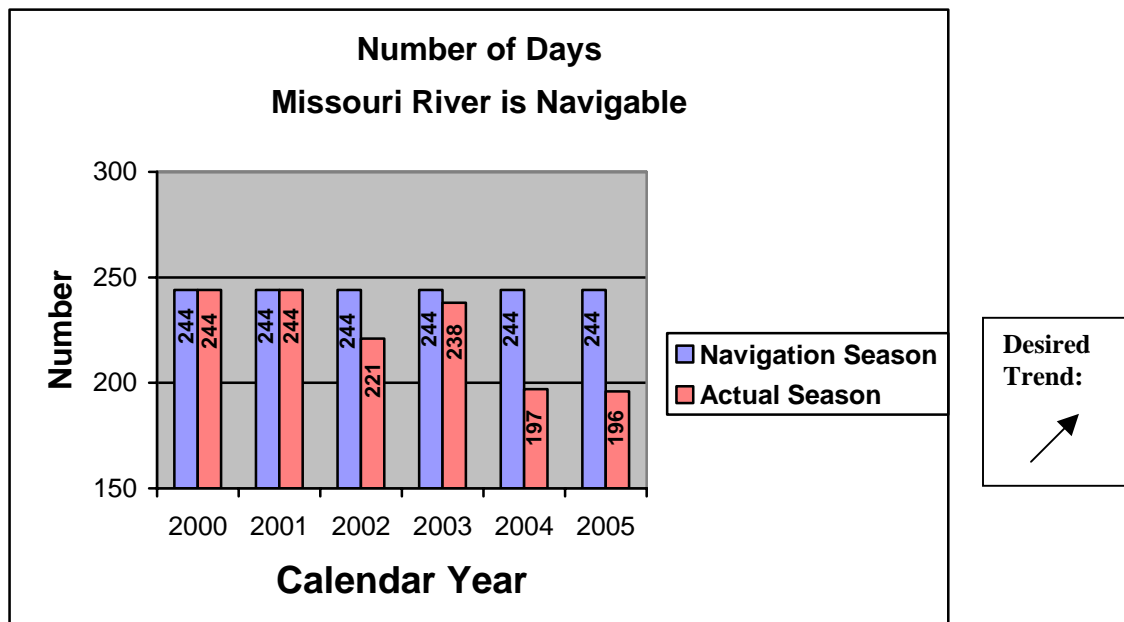 Number of Days
Missouri River is Navigable
300
250
200
150
Number
244 244 244 244 221 244 238 244 197 244 196
2000 2001 2002 2003 2004 2005
Calendar Year
Navigation Season
Actual Season
Desired
Trend: